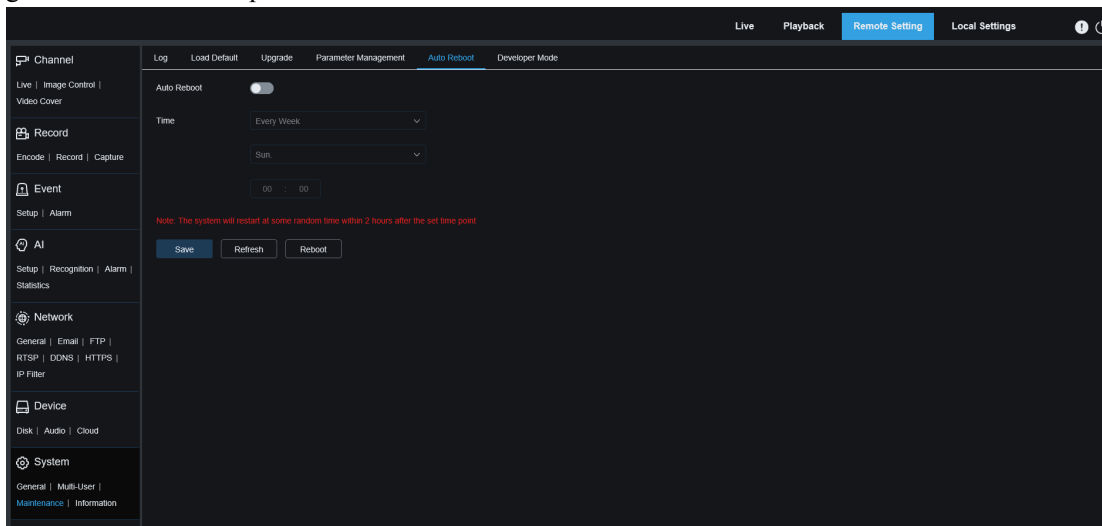 Live Playback Remote Setting Local Settings
Channel
Live | Image Control |
Video Cover
Record
Encode | Record | Capture
Event
Setup | Alarm
AI
Setup | Recognition | Alarm |
Statistics
Network
General | Email | FTP |
RTSP | DDNS | HTTPS |
IP Filter
Device
Disk | Audio | Cloud
System
General | Multi-User |
Maintenance | Information
Log Load Default Upgrade Parameter Management Auto Reboot Developer Mode
Auto Reboot
Time Every Week
Sun.
00 : 00
Note: The system will restart at some random time within 2 hours after the set time point
Save Refresh Reboot